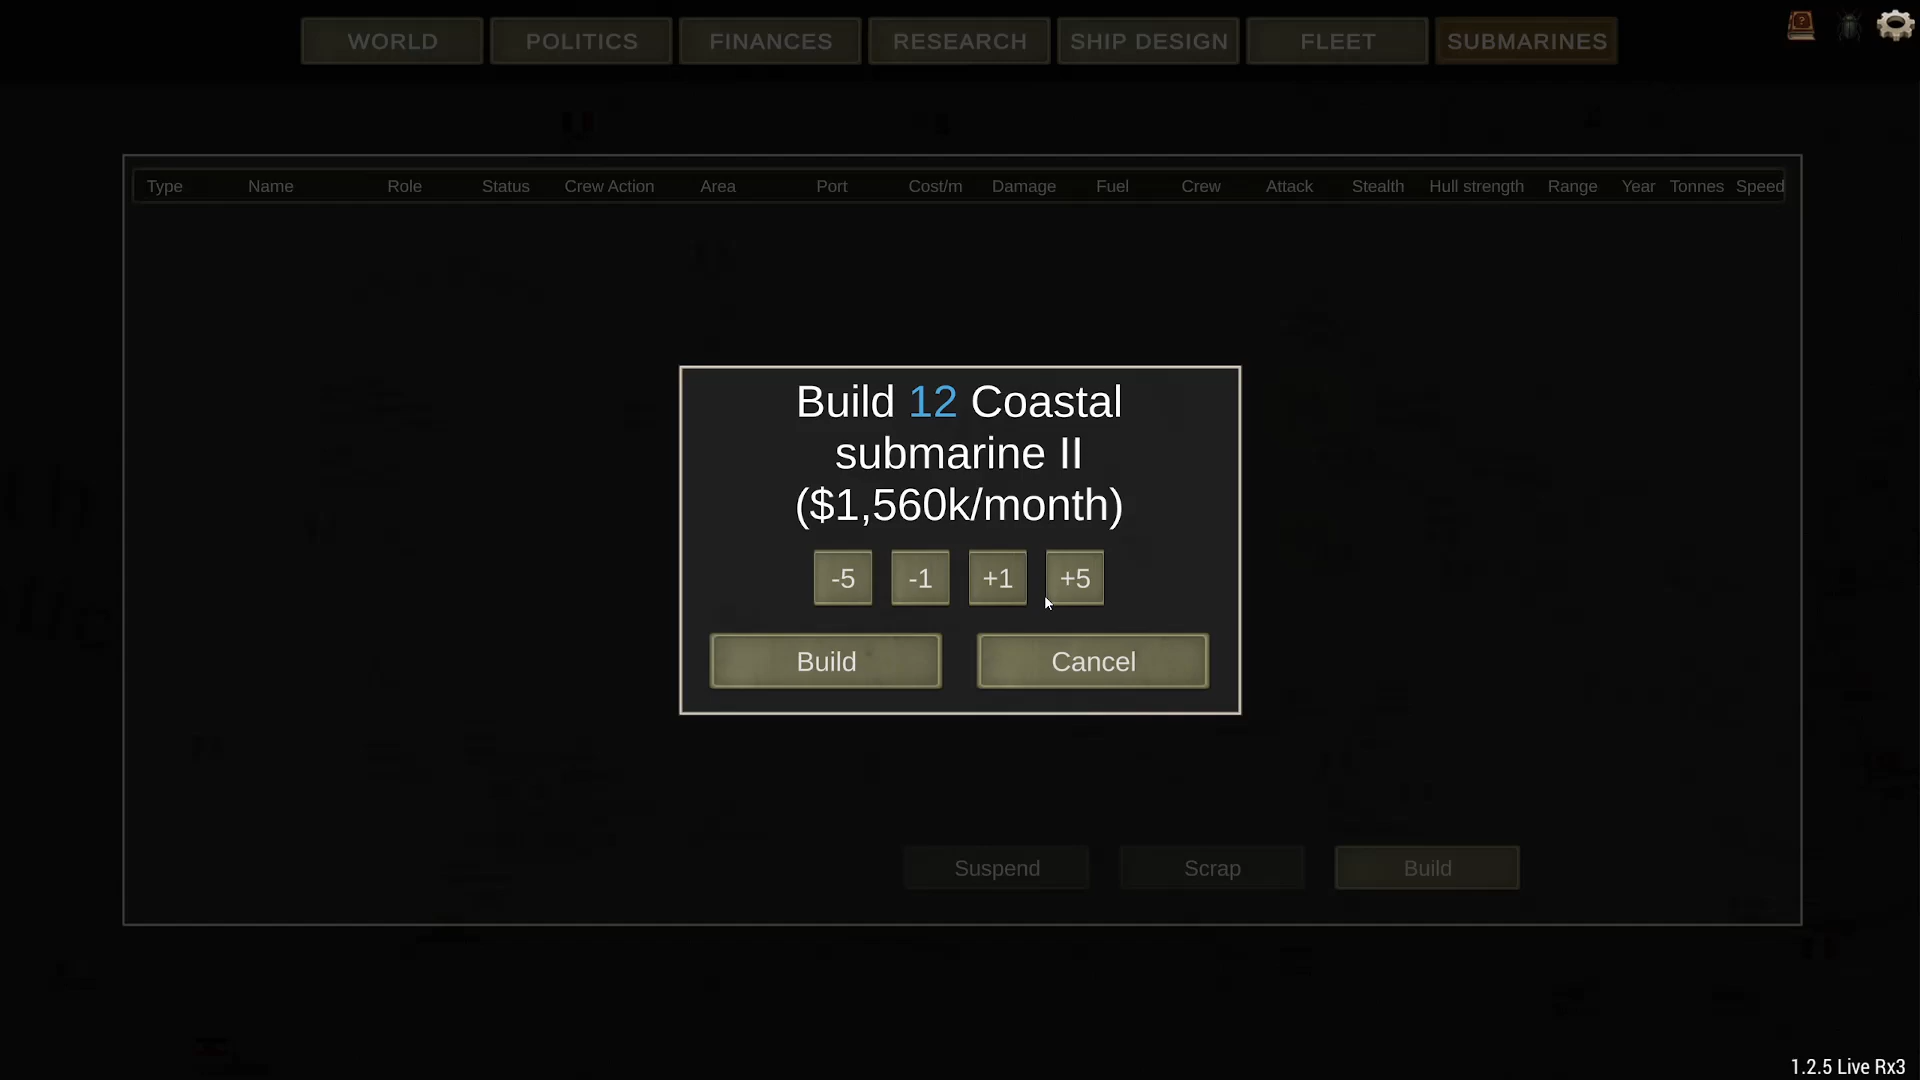 WORLD POLITICS FINANCES RESEARCH SHIP DESIGN FLEET SUBMARINES
Type Name Role Status Crew Action Area Port Cost/m Damage Fuel Crew Attack Stealth Hull strength Range Year Tonnes Speed
Build 12 Coastal
submarine II
($1,560k/month)
-5 -1 +1 +5
Build Cancel
Suspend Scrap Build
1.2.5 Live Rx3